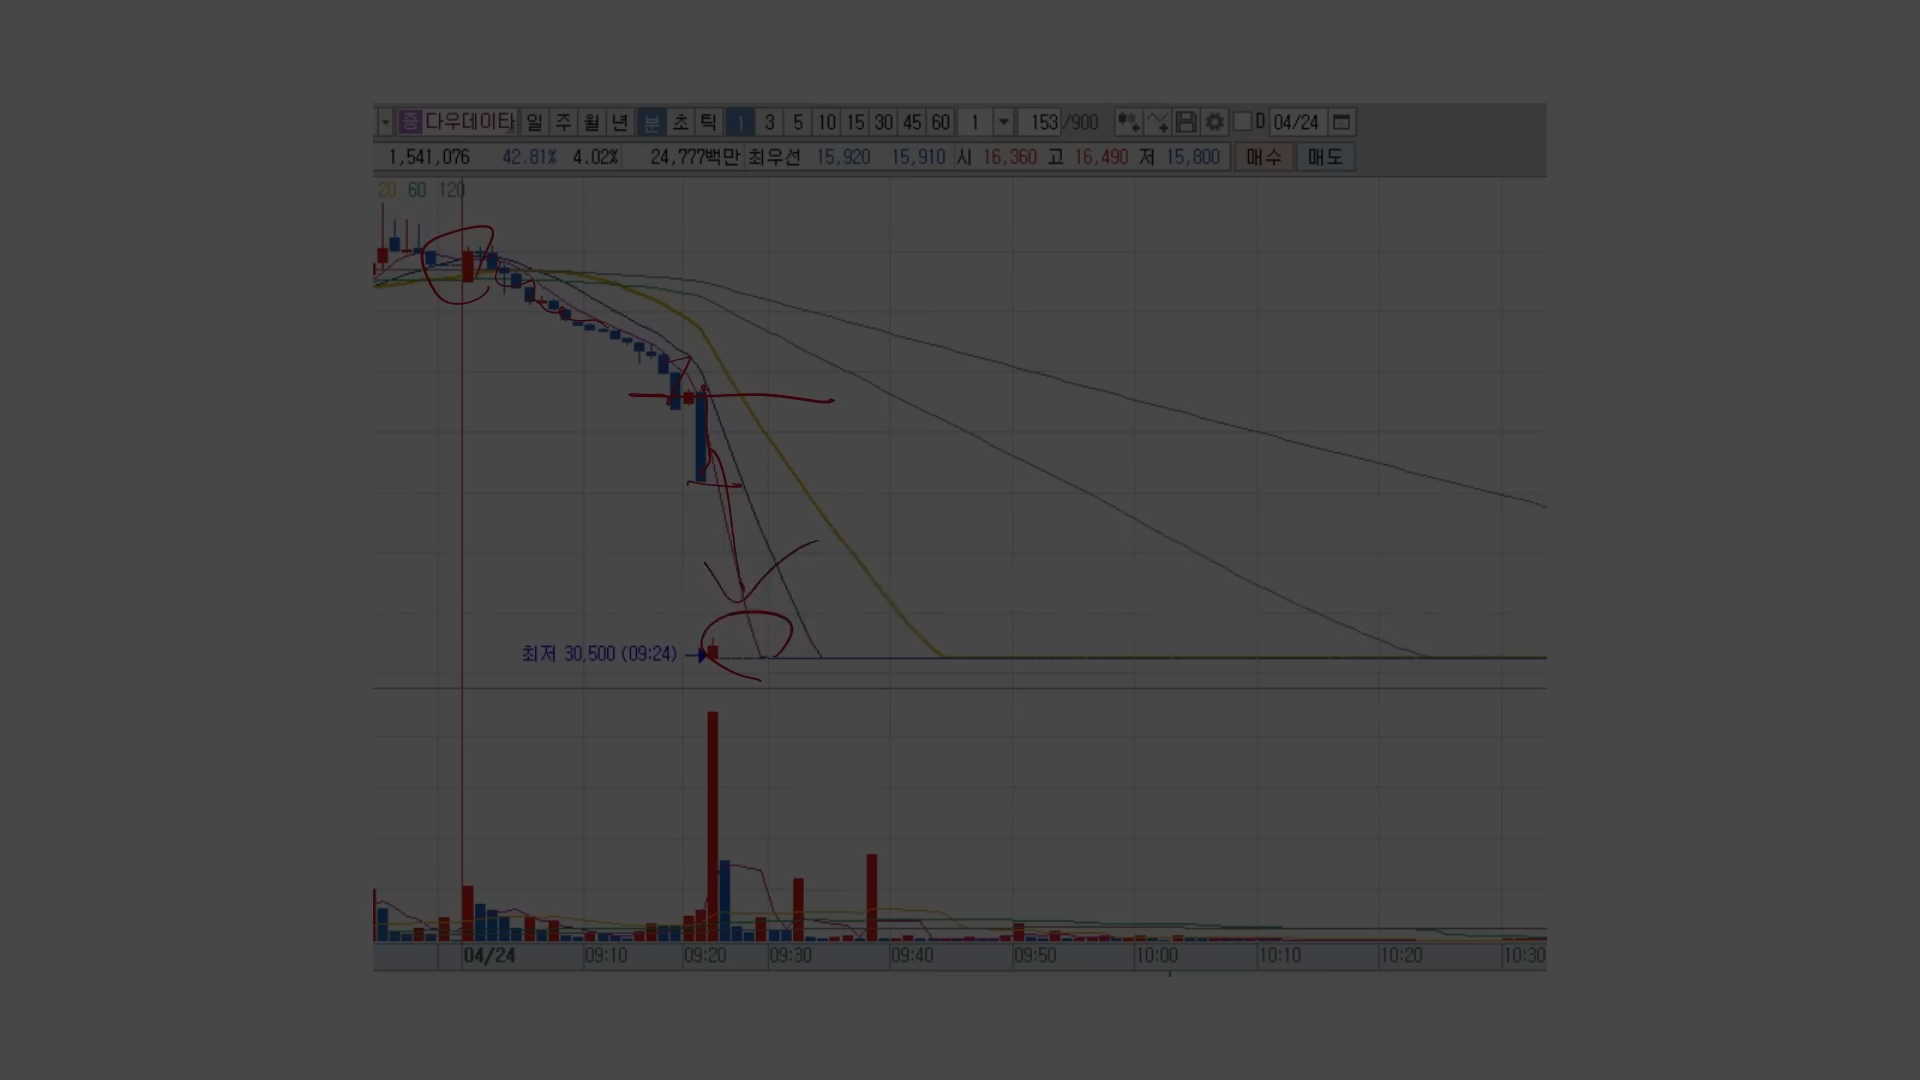 증 다우데이타 일 주 월 년 분 초 틱 1 3 5 10 15 30 45 60 1 153 /900 D 04/24
1,541,076 42.81% 4.02% 24,777백만 최우선 15,920 15,910 시 16,360 고 16,490 저 15,800 매수 매도
20 60 120
최저 30,500 (09:24)
04/24 09:10 09:20 09:30 09:40 09:50 10:00 10:10 10:20 10:30